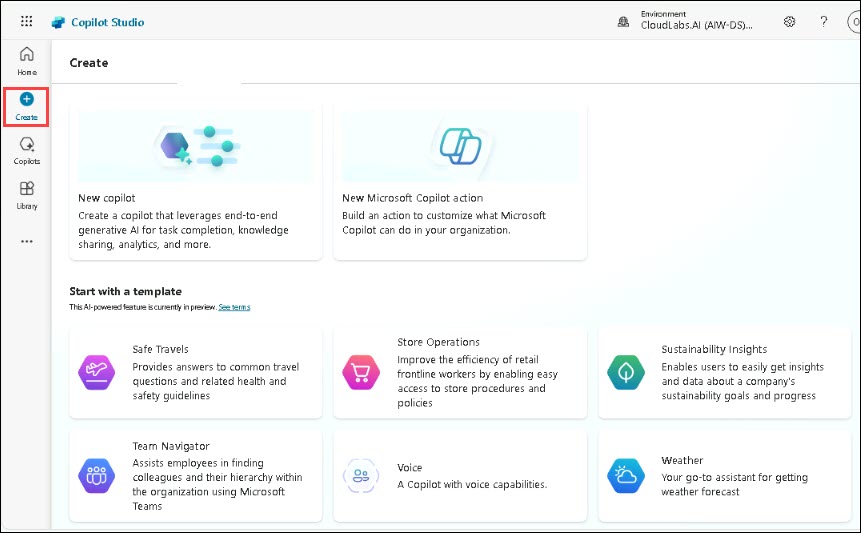 Copilot Studio
Environment
CloudLabs.AI (AIW-DS)...
?
Home
Create
Copilots
Library
...
Create
New copilot
Create a copilot that leverages end-to-end
generative AI for task completion, knowledge
sharing, analytics, and more.
New Microsoft Copilot action
Build an action to customize what Microsoft
Copilot can do in your organization.
Start with a template
This AI-powered feature is currently in preview. See terms
Safe Travels
Provides answers to common travel
questions and related health and
safety guidelines
Store Operations
Improve the efficiency of retail
frontline workers by enabling easy
access to store procedures and
policies
Sustainability Insights
Enables users to easily get insights
and data about a company's
sustainability goals and progress
Team Navigator
Assists employees in finding
colleagues and their hierarchy within
the organization using Microsoft
Teams
Voice
A Copilot with voice capabilities.
Weather
Your go-to assistant for getting
weather forecast